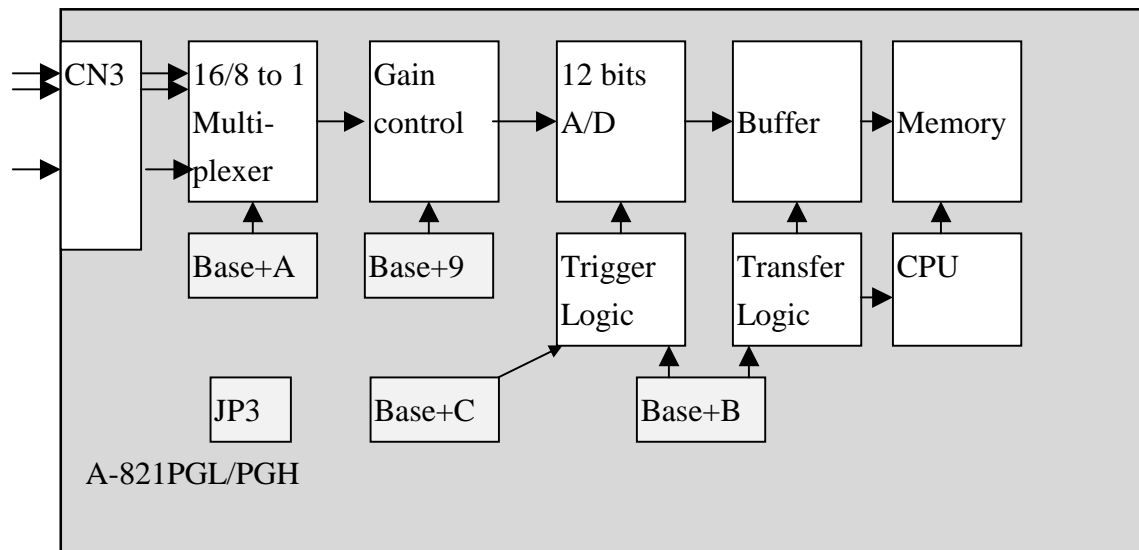 CN3
16/8 to 1
Multi-
plexer
Gain
control
12 bits
A/D
Buffer
Memory
Base+A
Base+9
Trigger
Logic
Transfer
Logic
CPU
JP3
Base+C
Base+B
A-821PGL/PGH